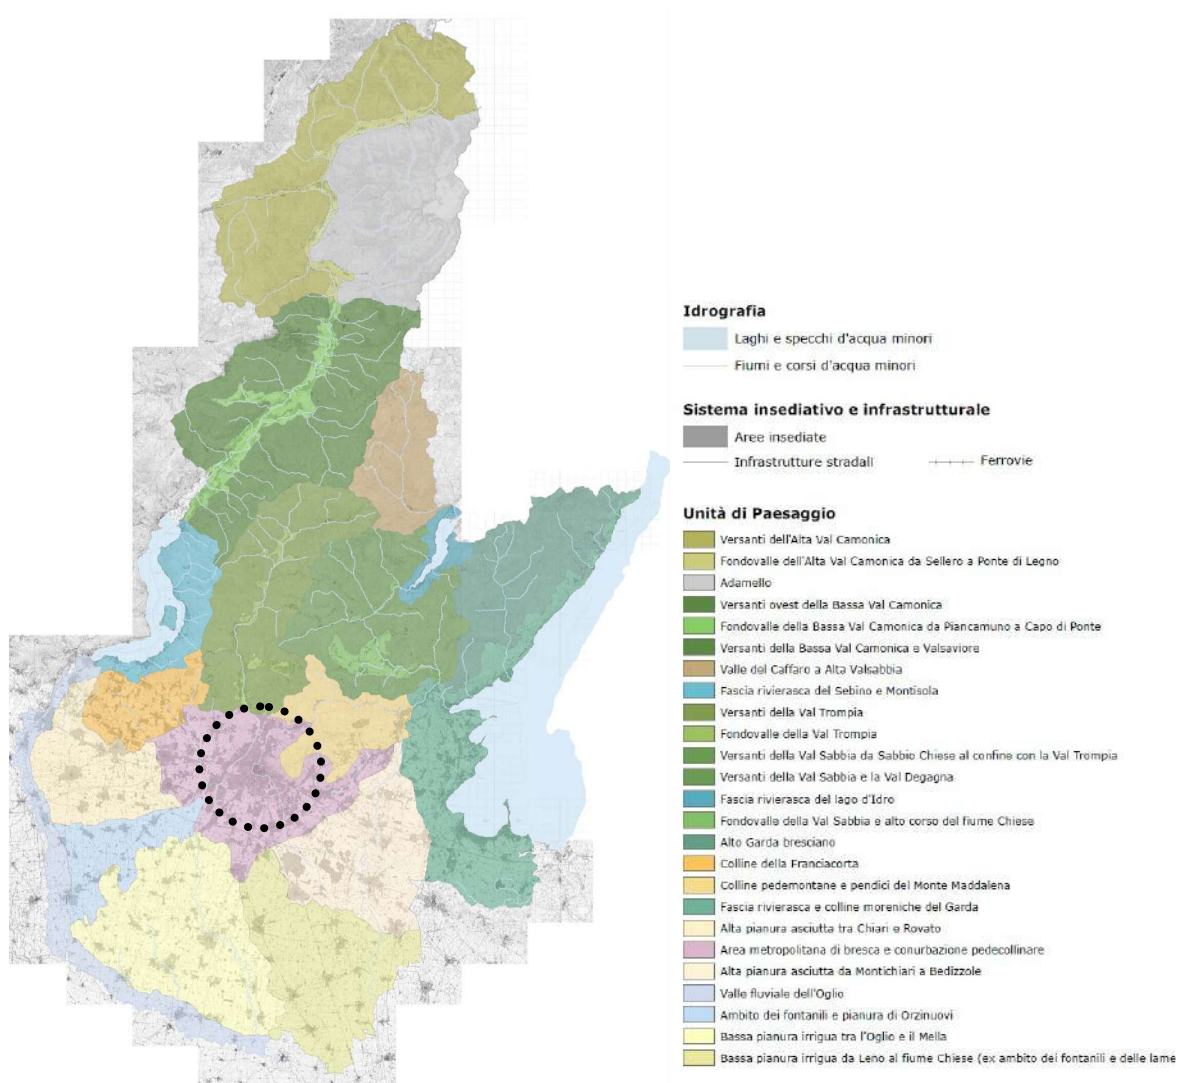 Idrografia
Laghi e specchi d'acqua minori
Fiumi e corsi d'acqua minori
Sistema insediativo e infrastrutturale
Aree insediate
Infrastrutture stradali
Ferrovie
Unità di Paesaggio
Versanti dell'Alta Val Camonica
Fondovalle dell'Alta Val Camonica da Sellero a Ponte di Legno
Adamello
Versanti ovest della Bassa Val Camonica
Fondovalle della Bassa Val Camonica da Piancamuno a Capo di Ponte
Versanti della Bassa Val Camonica e Valsaviore
Valle del Caffaro a Alta Valsabbia
Fascia rivierasca del Sebino e Montisola
Versanti della Val Trompia
Fondovalle della Val Trompia
Versanti della Val Sabbia da Sabbio Chiese al confine con la Val Trompia
Versanti della Val Sabbia e la Val Degagna
Fascia rivierasca del lago d'Idro
Fondovalle della Val Sabbia e alto corso del fiume Chiese
Alto Garda bresciano
Colline della Franciacorta
Colline pedemontane e pendici del Monte Maddalena
Fascia rivierasca e colline moreniche del Garda
Alta pianura asciutta tra Chiari e Rovato
Area metropolitana di bresca e conurbazione pedecollinare
Alta pianura asciutta da Montichiari a Bedizzole
Valle fluviale dell'Oglio
Ambito dei fontanili e pianura di Orzinuovi
Bassa pianura irrigua tra l'Oglio e il Mella
Bassa pianura irrigua da Leno al fiume Chiese (ex ambito dei fontanili e delle lame